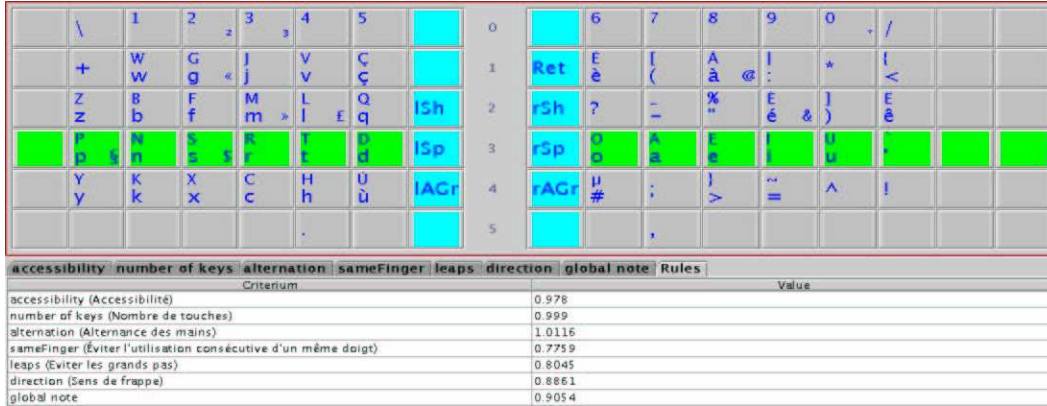 \ 1 2 ² 3 ³ 4 5 0 6 7 8 9 0 ° /
+ W w G g « J j V v Ç ç 1 Ret È è [ ( À à @ : * { <
Z z B b F f M m » L l £ Q q lSh 2 rSh ? _ - % " É é & ] ) Ê ê
P p § N n S s $ R r T t D d lSp 3 rSp O o A a E e I i U u
Y y K k X x C c H h Ù ù lAGr 4 rAGr µ # ; } > ~ = ^ !
. 5 ,
accessibility number of keys alternation sameFinger leaps direction global note Rules
Criterium Value
accessibility (Accessibilité) 0.978
number of keys (Nombre de touches) 0.999
alternation (Alternance des mains) 1.0116
sameFinger (Éviter l'utilisation consécutive d'un même doigt) 0.7759
leaps (Eviter les grands pas) 0.8045
direction (Sens de frappe) 0.8861
global note 0.9054